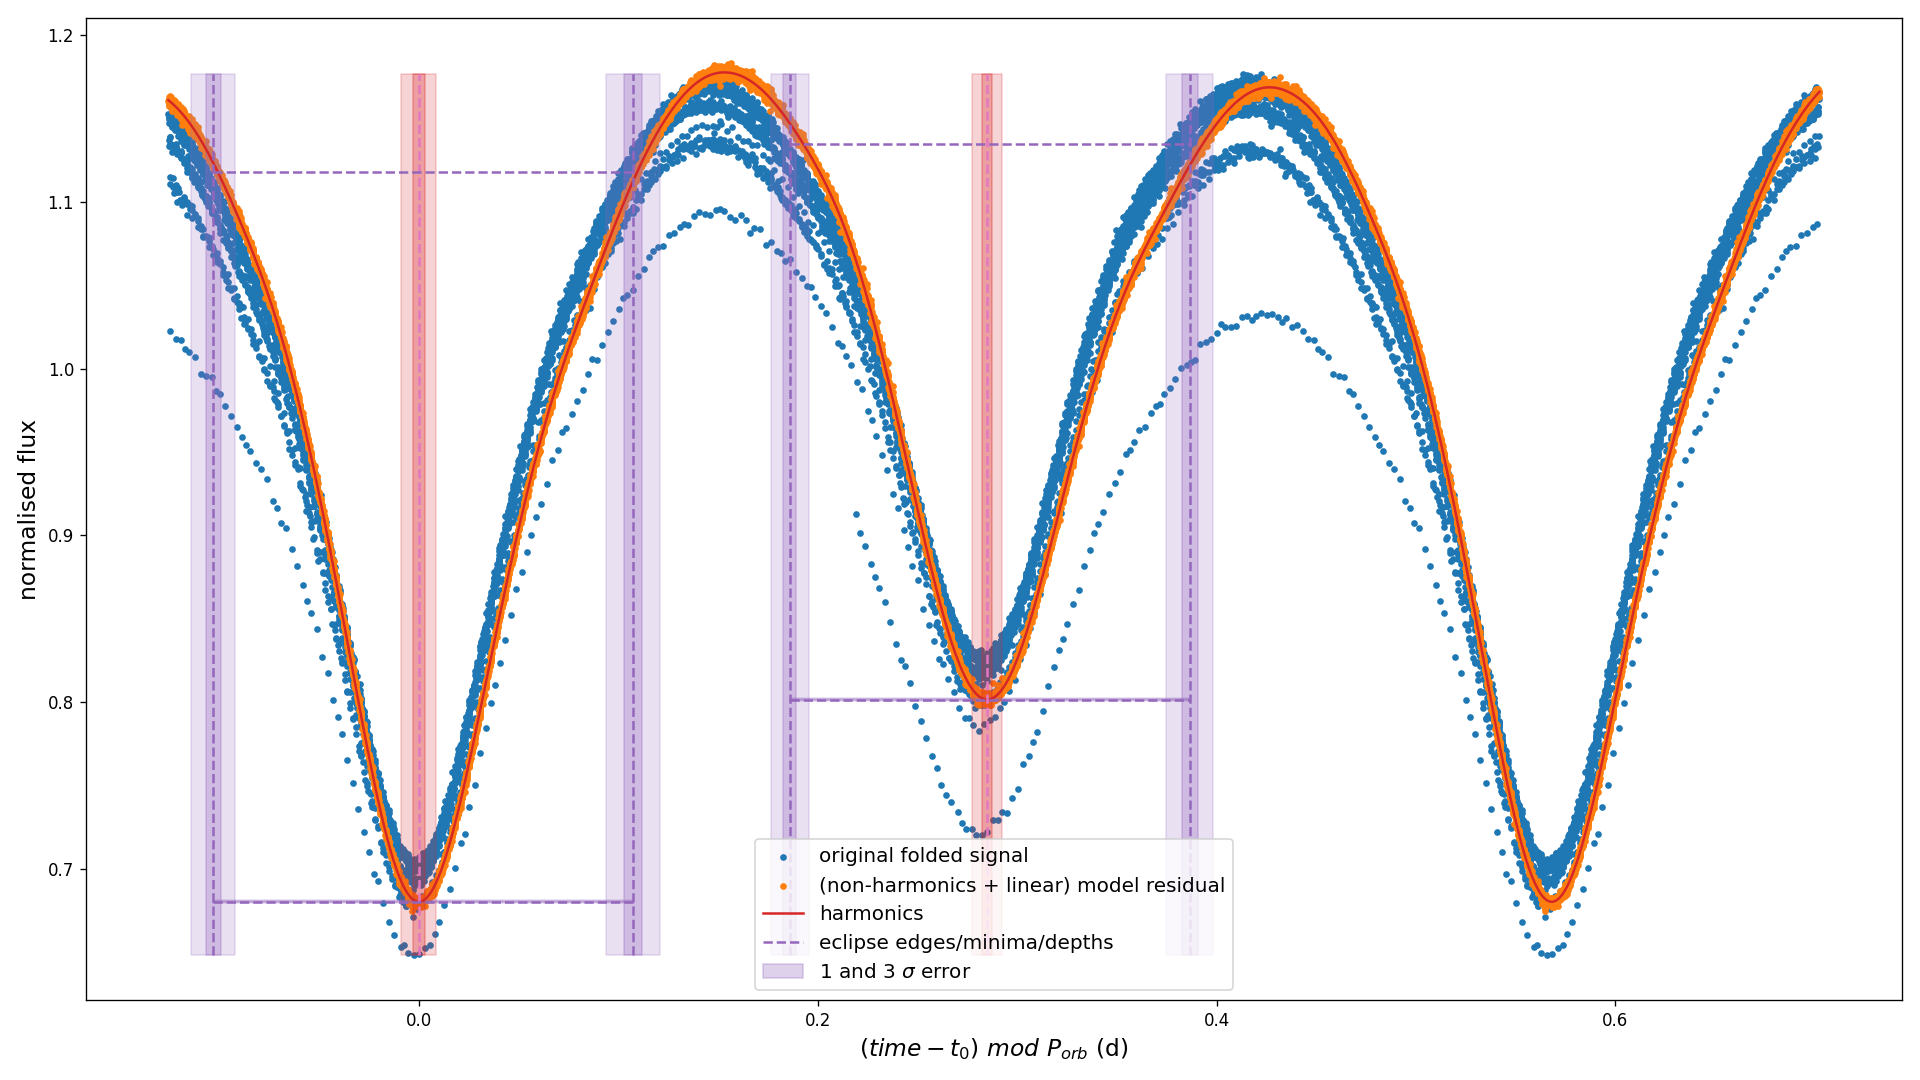 1.2
1.1
1.0
0.9
0.8
0.7
normalised flux
original folded signal
(non-harmonics + linear) model residual
harmonics
eclipse edges/minima/depths
1 and 3 σ error
0.0 0.2 0.4 0.6
(time − t₀) mod P_orb (d)